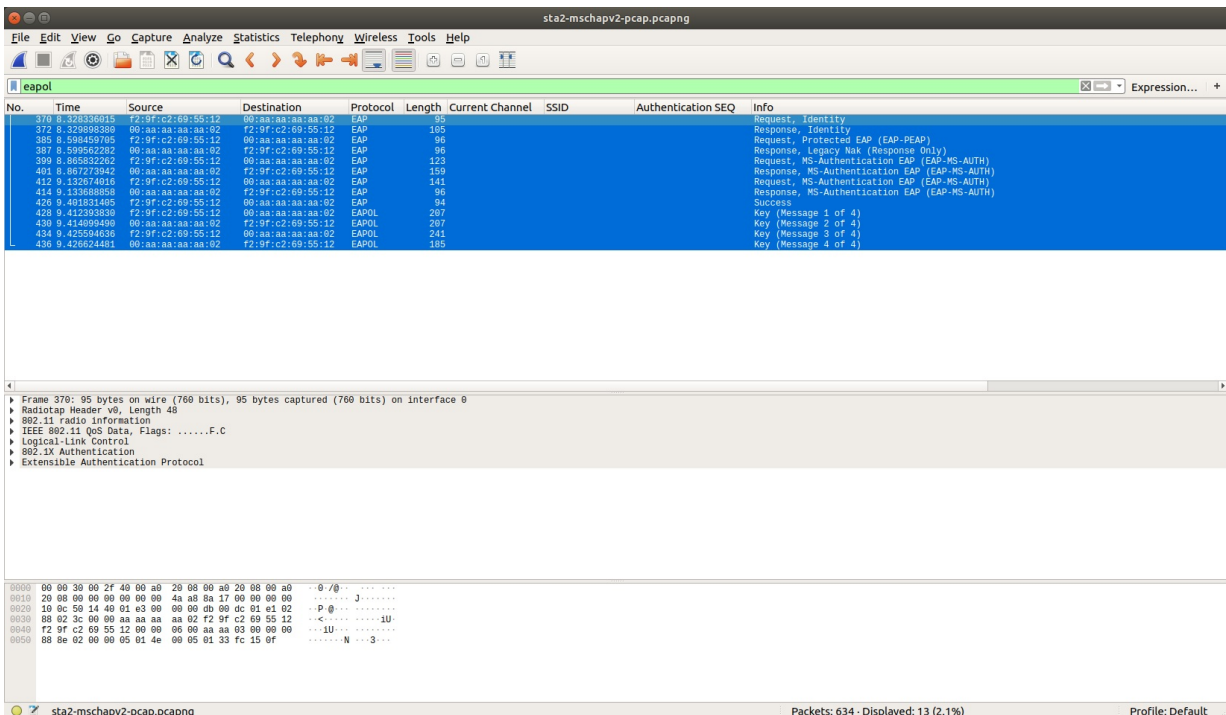 sta2-mschapv2-pcap.pcapng
File Edit View Go Capture Analyze Statistics Telephony Wireless Tools Help
eapol Expression... +
No. Time Source Destination Protocol Length Current Channel SSID Authentication SEQ Info
370 8.328336015 f2:9f:c2:69:55:12 00:aa:aa:aa:aa:02 EAP 95 Request, Identity
372 8.329898380 00:aa:aa:aa:aa:02 f2:9f:c2:69:55:12 EAP 105 Response, Identity
385 8.598459705 f2:9f:c2:69:55:12 00:aa:aa:aa:aa:02 EAP 96 Request, Protected EAP (EAP-PEAP)
387 8.599562282 00:aa:aa:aa:aa:02 f2:9f:c2:69:55:12 EAP 96 Response, Legacy Nak (Response Only)
399 8.865832262 f2:9f:c2:69:55:12 00:aa:aa:aa:aa:02 EAP 123 Request, MS-Authentication EAP (EAP-MS-AUTH)
401 8.867273942 00:aa:aa:aa:aa:02 f2:9f:c2:69:55:12 EAP 159 Response, MS-Authentication EAP (EAP-MS-AUTH)
412 9.132674016 f2:9f:c2:69:55:12 00:aa:aa:aa:aa:02 EAP 141 Request, MS-Authentication EAP (EAP-MS-AUTH)
414 9.133688858 00:aa:aa:aa:aa:02 f2:9f:c2:69:55:12 EAP 96 Response, MS-Authentication EAP (EAP-MS-AUTH)
426 9.401831405 f2:9f:c2:69:55:12 00:aa:aa:aa:aa:02 EAP 94 Success
428 9.412393830 f2:9f:c2:69:55:12 00:aa:aa:aa:aa:02 EAPOL 207 Key (Message 1 of 4)
430 9.414099490 00:aa:aa:aa:aa:02 f2:9f:c2:69:55:12 EAPOL 207 Key (Message 2 of 4)
434 9.425594636 f2:9f:c2:69:55:12 00:aa:aa:aa:aa:02 EAPOL 241 Key (Message 3 of 4)
436 9.426624481 00:aa:aa:aa:aa:02 f2:9f:c2:69:55:12 EAPOL 185 Key (Message 4 of 4)
Frame 370: 95 bytes on wire (760 bits), 95 bytes captured (760 bits) on interface 0
Radiotap Header v0, Length 48
802.11 radio information
IEEE 802.11 QoS Data, Flags: ......F.C
Logical-Link Control
802.1X Authentication
Extensible Authentication Protocol
0000 00 00 30 00 2f 40 00 a0 20 08 00 a0 20 08 00 a0 ··0·/@·· ··· ···
0010 20 08 00 00 00 00 00 00 4a a8 8a 17 00 00 00 00 ······· J·······
0020 10 0c 50 14 40 01 e3 00 00 00 db 00 dc 01 e1 02 ··P·@··· ········
0030 88 02 3c 00 00 aa aa aa aa 02 f2 9f c2 69 55 12 ··<····· ·····iU·
0040 f2 9f c2 69 55 12 00 00 06 00 aa aa 03 00 00 00 ···iU··· ········
0050 88 8e 02 00 00 05 01 4e 00 05 01 33 fc 15 0f ·······N ···3···
sta2-mschapv2-pcap.pcapng Packets: 634 · Displayed: 13 (2.1%) Profile: Default